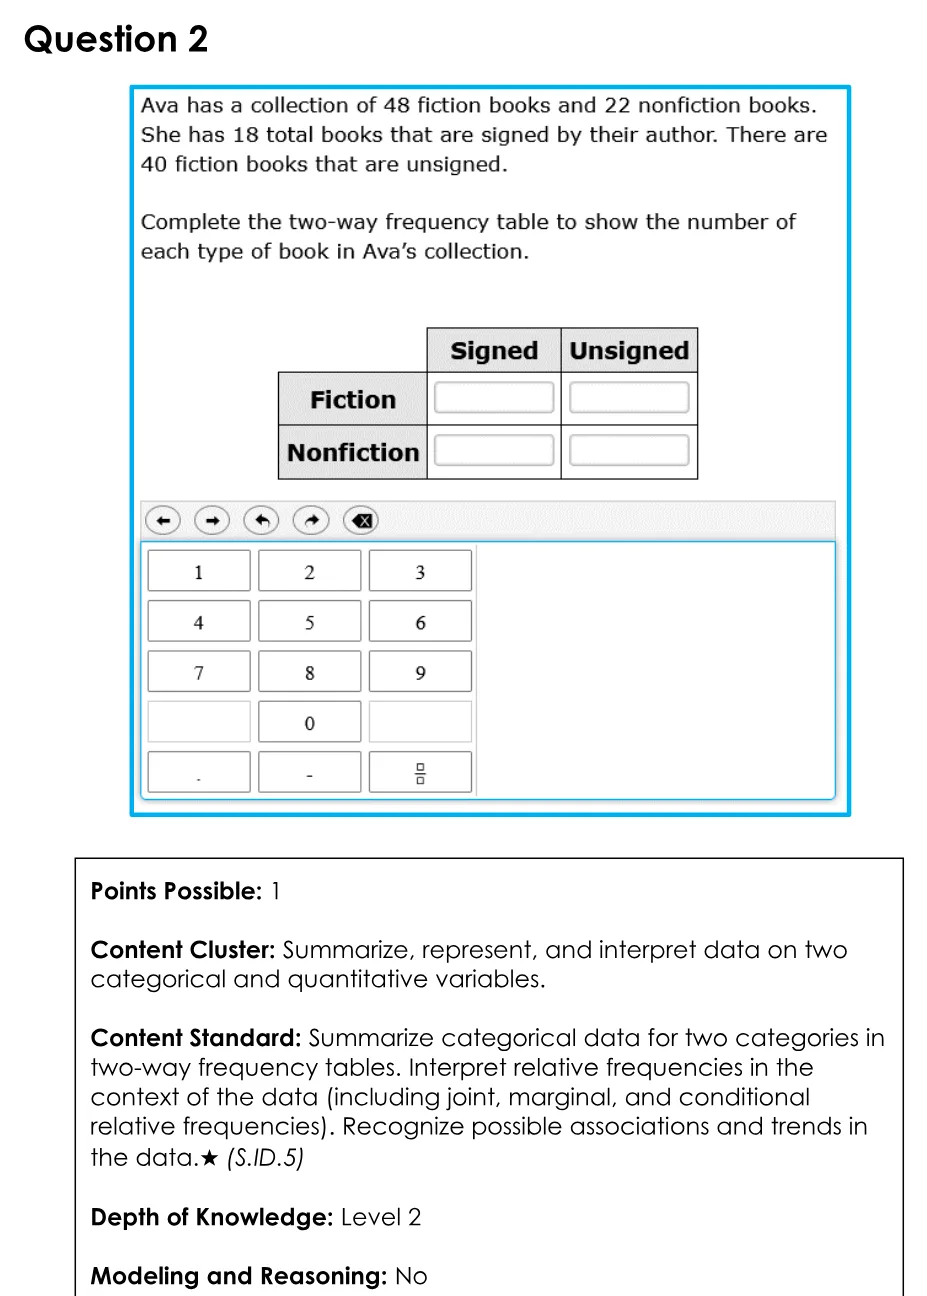 Question 2
Ava has a collection of 48 fiction books and 22 nonfiction books.
She has 18 total books that are signed by their author. There are
40 fiction books that are unsigned.
Complete the two-way frequency table to show the number of
each type of book in Ava’s collection.
Signed Unsigned
Fiction
Nonfiction
1 2 3
4 5 6
7 8 9
0
. -
Points Possible: 1
Content Cluster: Summarize, represent, and interpret data on two
categorical and quantitative variables.
Content Standard: Summarize categorical data for two categories in
two-way frequency tables. Interpret relative frequencies in the
context of the data (including joint, marginal, and conditional
relative frequencies). Recognize possible associations and trends in
the data.★ (S.ID.5)
Depth of Knowledge: Level 2
Modeling and Reasoning: No